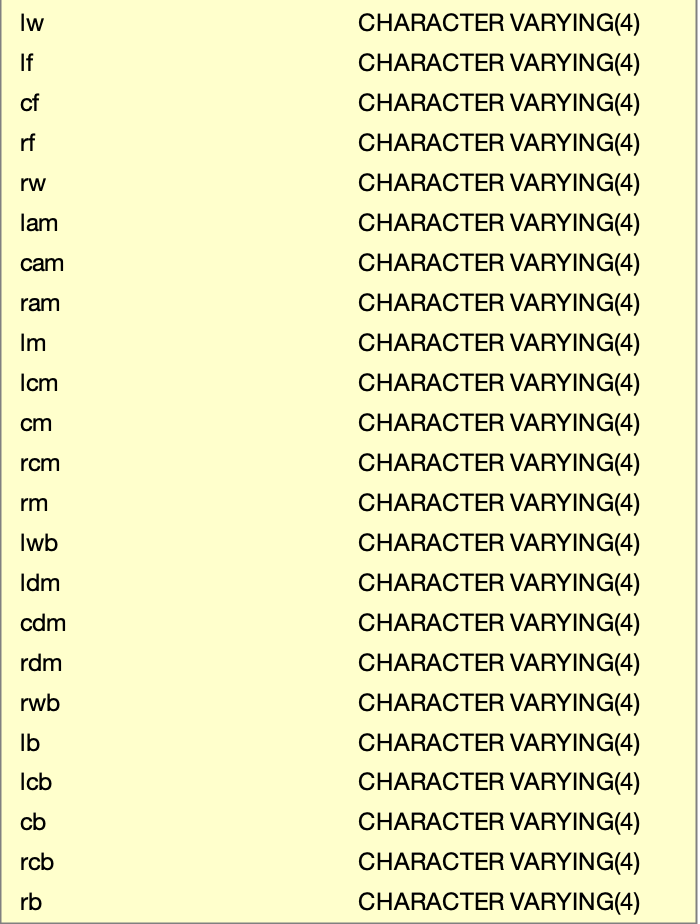 lw CHARACTER VARYING(4)
lf CHARACTER VARYING(4)
cf CHARACTER VARYING(4)
rf CHARACTER VARYING(4)
rw CHARACTER VARYING(4)
lam CHARACTER VARYING(4)
cam CHARACTER VARYING(4)
ram CHARACTER VARYING(4)
lm CHARACTER VARYING(4)
lcm CHARACTER VARYING(4)
cm CHARACTER VARYING(4)
rcm CHARACTER VARYING(4)
rm CHARACTER VARYING(4)
lwb CHARACTER VARYING(4)
ldm CHARACTER VARYING(4)
cdm CHARACTER VARYING(4)
rdm CHARACTER VARYING(4)
rwb CHARACTER VARYING(4)
lb CHARACTER VARYING(4)
lcb CHARACTER VARYING(4)
cb CHARACTER VARYING(4)
rcb CHARACTER VARYING(4)
rb CHARACTER VARYING(4)